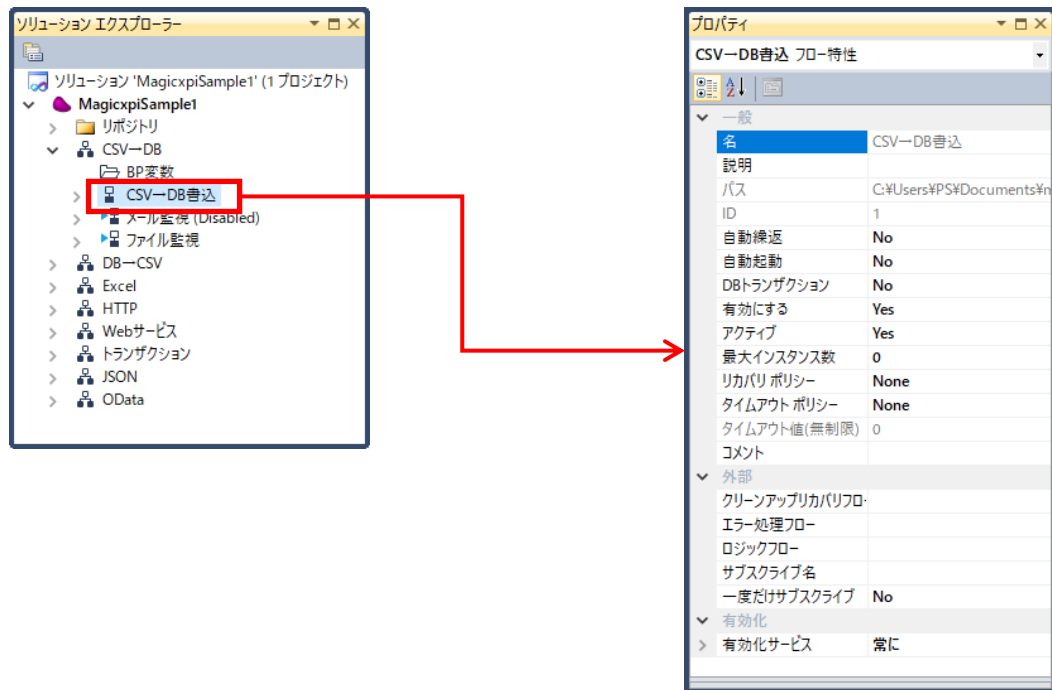 ソリューション エクスプローラー
ソリューション 'MagicxpiSample1' (1 プロジェクト)
MagicxpiSample1
リポジトリ
CSV→DB
BP変数
CSV→DB書込
メール監視 (Disabled)
ファイル監視
DB→CSV
Excel
HTTP
Webサービス
トランザクション
JSON
OData
プロパティ
CSV→DB書込 フロー特性
一般
名 CSV→DB書込
説明
パス C:¥Users¥PS¥Documents¥m
ID 1
自動繰返 No
自動起動 No
DBトランザクション No
有効にする Yes
アクティブ Yes
最大インスタンス数 0
リカバリ ポリシー None
タイムアウト ポリシー None
タイムアウト値(無制限) 0
コメント
外部
クリーンアップリカバリフロー
エラー処理フロー
ロジックフロー
サブスクライブ名
一度だけサブスクライブ No
有効化
有効化サービス 常に